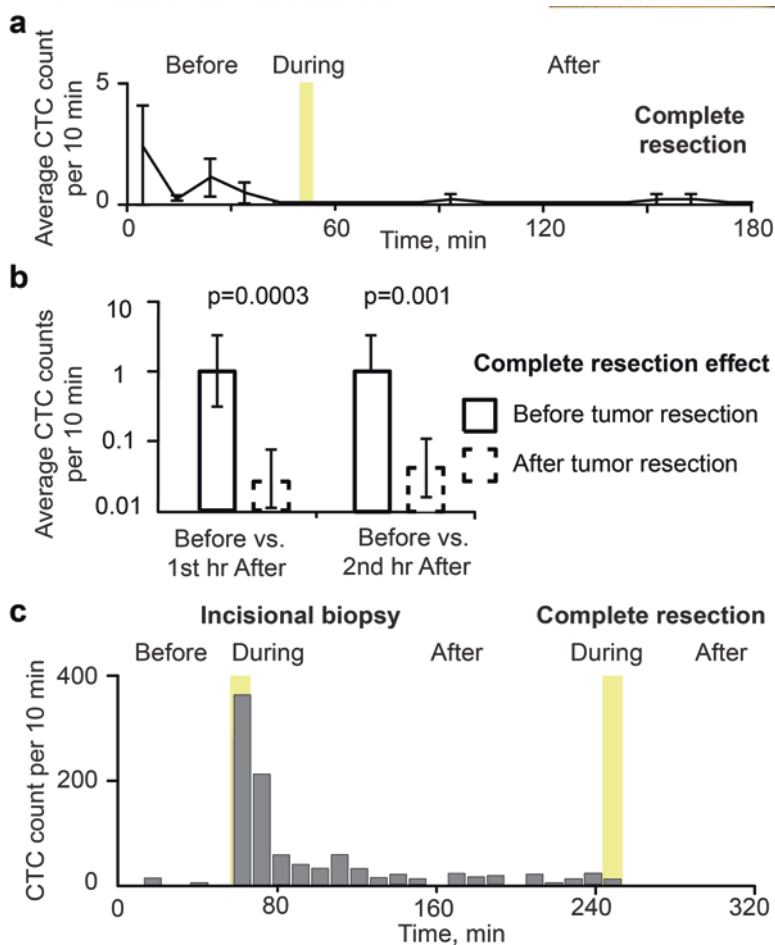 a
Before During After
5
0
Average CTC count
per 10 min
Complete
resection
0 60 120 180
Time, min
b
p=0.0003 p=0.001
10
1
0.1
0.01
Average CTC counts
per 10 min
Complete resection effect
Before tumor resection
After tumor resection
Before vs.
1st hr After
Before vs.
2nd hr After
c
Incisional biopsy Complete resection
Before During After During After
400
200
0
CTC count per 10 min
0 80 160 240 320
Time, min